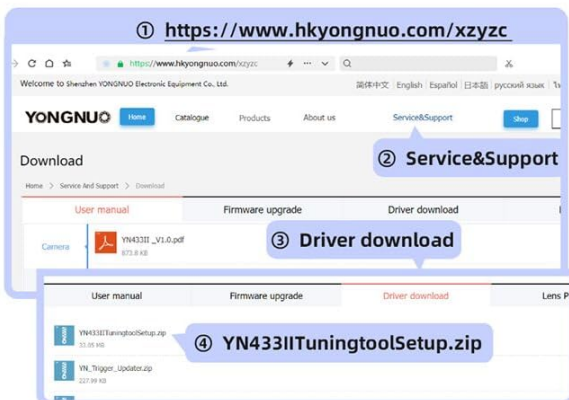 ① https://www.hkyongnuo.com/xzyzc
https://www.hkyongnuo.com/xzyzc
Welcome to Shenzhen YONGNUO Electronic Equipment Co., Ltd.
简体中文 English Español 日本語 русский язык
YONGNUO Home Catalogue Products About us Service&Support Shop
② Service&Support
Download
Home > Service And Support > Download
User manual Firmware upgrade Driver download
Camera
YN433II _V1.0.pdf
873.8 KB
③ Driver download
User manual Firmware upgrade Driver download Lens P
YN433IITuningtoolSetup.zip
33.05 MB
④ YN433IITuningtoolSetup.zip
YN_Trigger_Updater.zip
227.99 KB